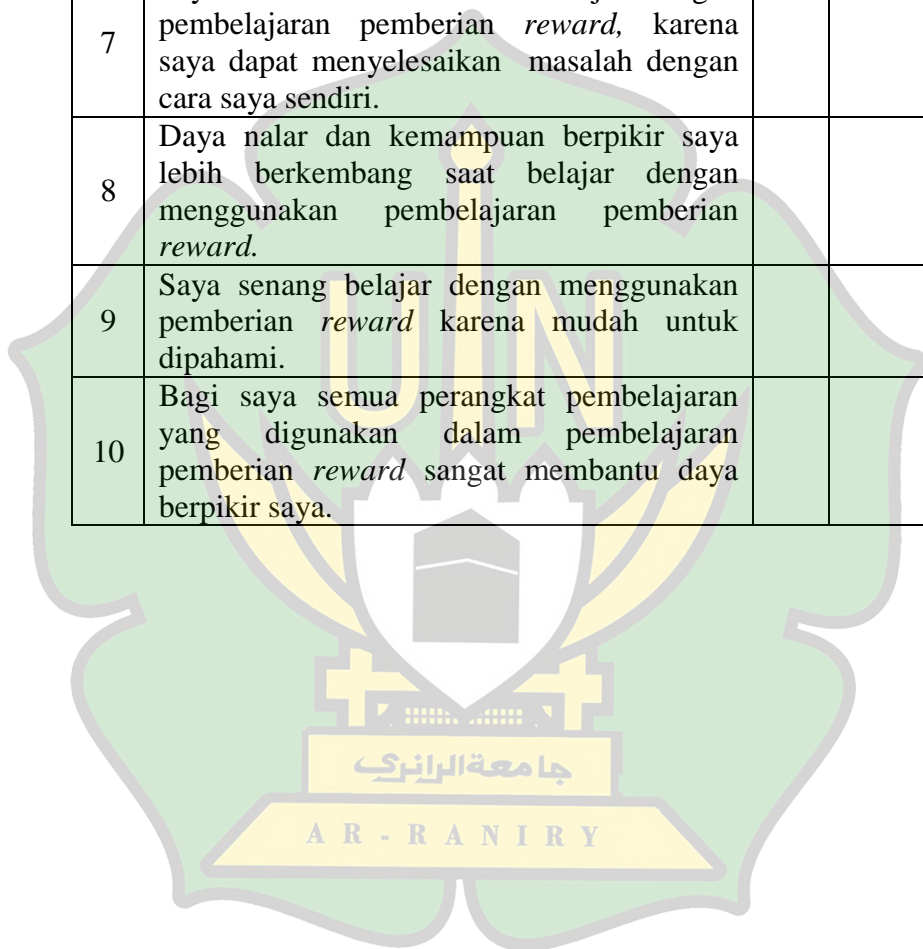 7
pembelajaran pemberian reward, karena
saya dapat menyelesaikan masalah dengan
cara saya sendiri.
8
Daya nalar dan kemampuan berpikir saya
lebih berkembang saat belajar dengan
menggunakan pembelajaran pemberian
reward.
9
Saya senang belajar dengan menggunakan
pemberian reward karena mudah untuk
dipahami.
10
Bagi saya semua perangkat pembelajaran
yang digunakan dalam pembelajaran
pemberian reward sangat membantu daya
berpikir saya.
UIN
جامعة الرانري
AR-RANIRY